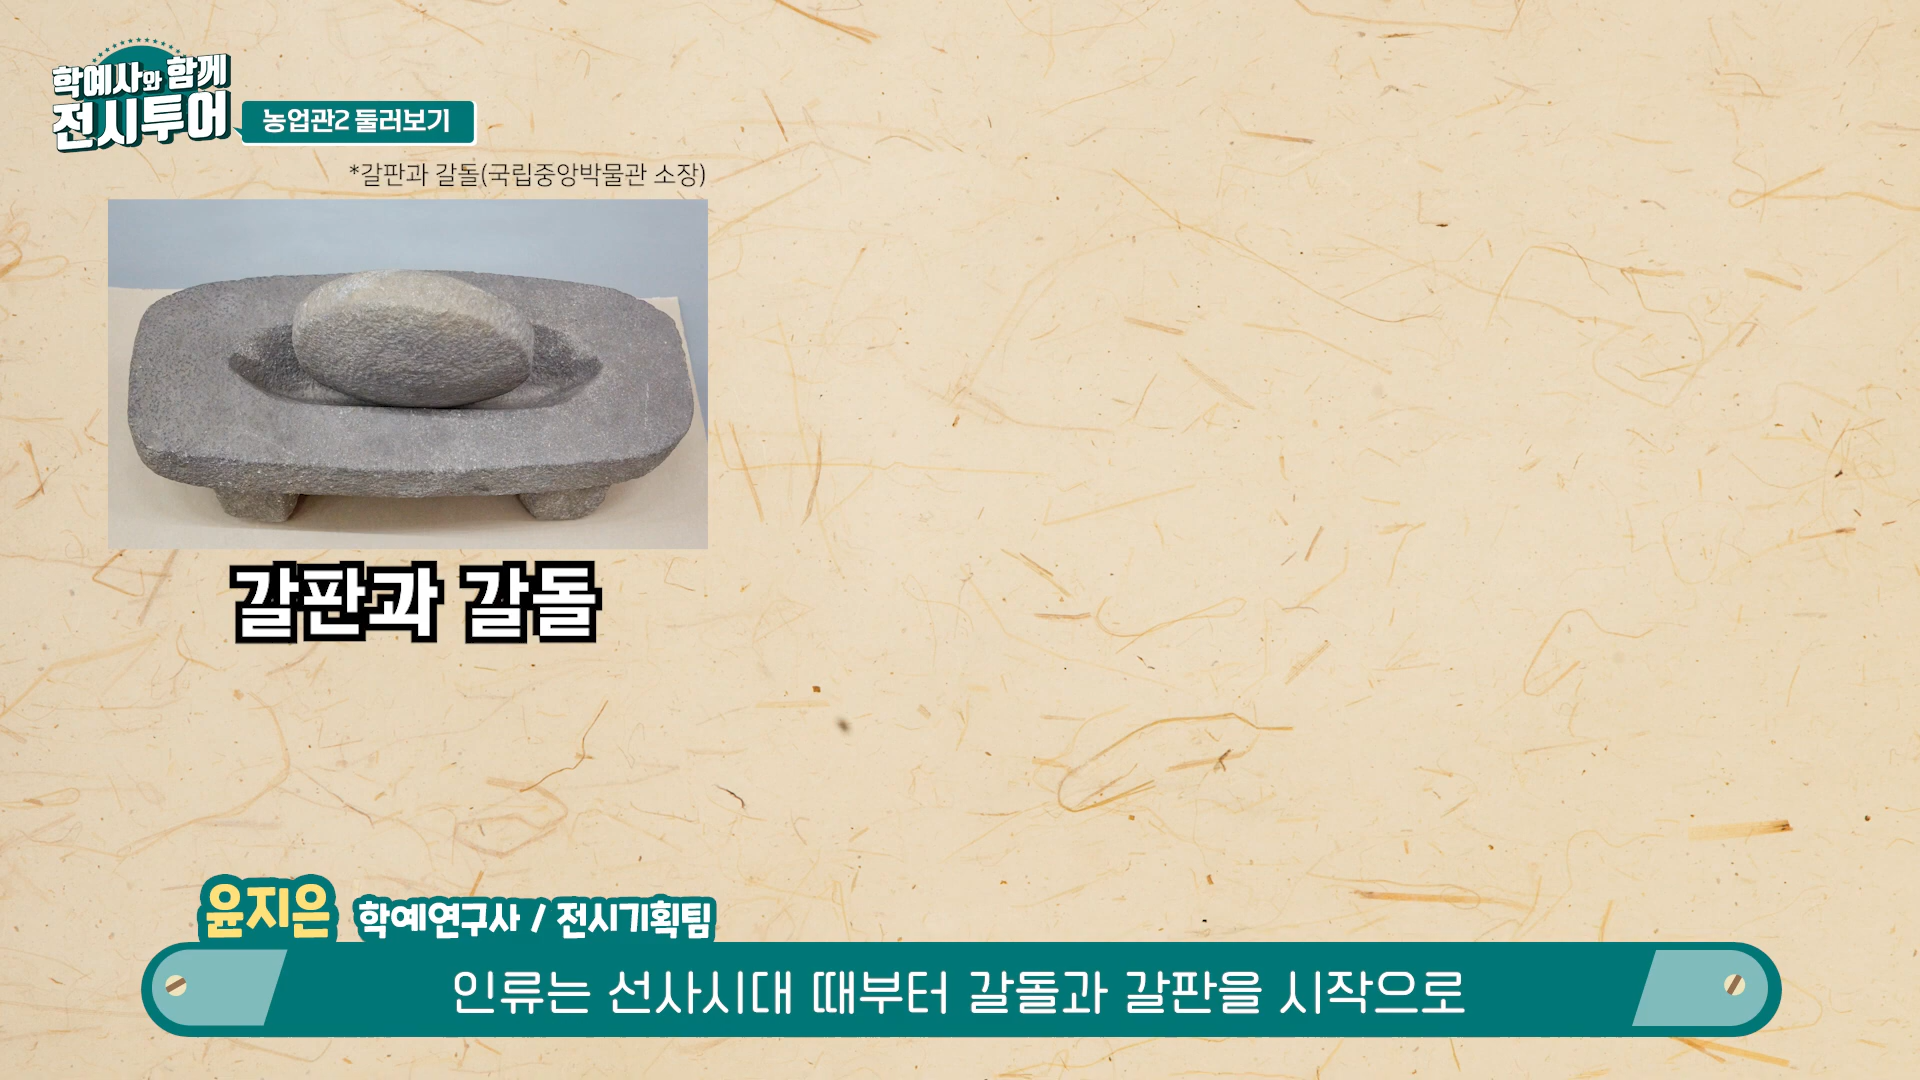 학예사와 함께
전시투어
농업관2 둘러보기
*갈판과 갈돌(국립중앙박물관 소장)
갈판과 갈돌
윤지은 학예연구사 / 전시기획팀
인류는 선사시대 때부터 갈돌과 갈판을 시작으로